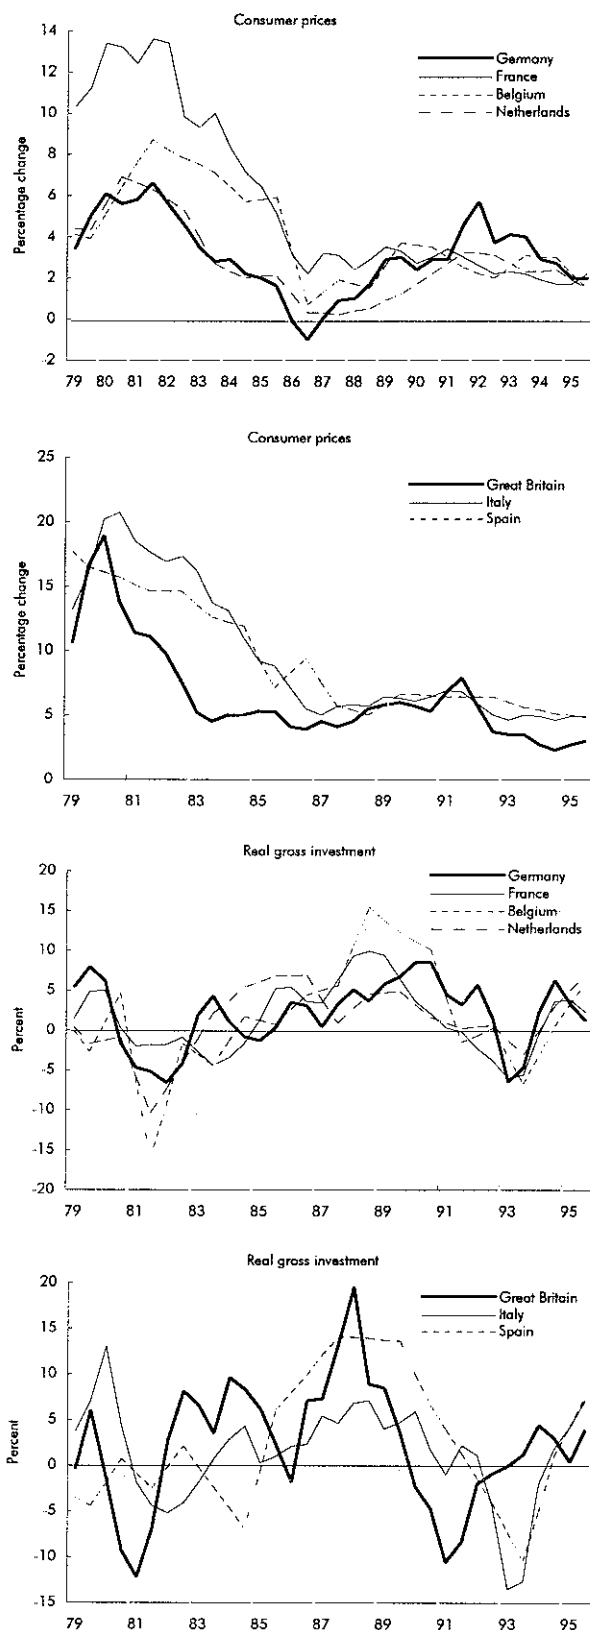 Consumer prices
Germany
France
Belgium
Netherlands
Percentage change
14
12
10
8
6
4
2
0
2
79 80 81 82 83 84 85 86 87 88 89 90 91 92 93 94 95
Consumer prices
Great Britain
Italy
Spain
Percentage change
25
20
15
10
5
0
79 81 83 85 87 89 91 93 95
Real gross investment
Germany
France
Belgium
Netherlands
Percent
20
15
10
5
0
-5
-10
-15
-20
79 81 83 85 87 89 91 93 95
Real gross investment
Great Britain
Italy
Spain
Percent
20
15
10
5
0
-5
-10
-15
79 81 83 85 87 89 91 93 95